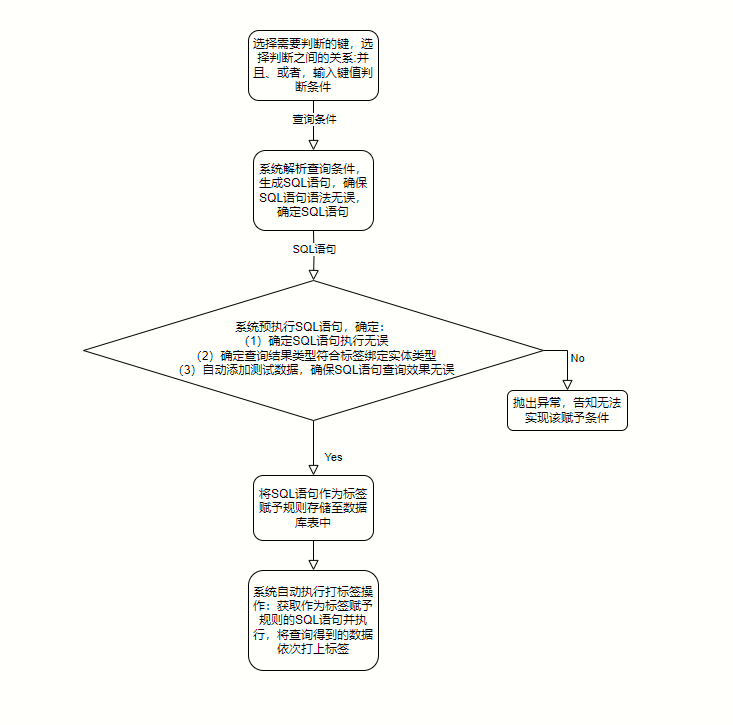 选择需要判断的键，选
择判断之间的关系:并
且、或者，输入键值判
断条件
查询条件
系统解析查询条件，
生成SQL语句，确保
SQL语句语法无误，
确定SQL语句
SQL语句
系统预执行SQL语句，确定：
（1）确定SQL语句执行无误
（2）确定查询结果类型符合标签绑定实体类型
（3）自动添加测试数据，确保SQL语句查询效果无误
No
抛出异常，告知无法
实现该赋予条件
Yes
将SQL语句作为标签
赋予规则存储至数据
库表中
系统自动执行打标签操
作：获取作为标签赋予
规则的SQL语句并执
行，将查询得到的数据
依次打上标签